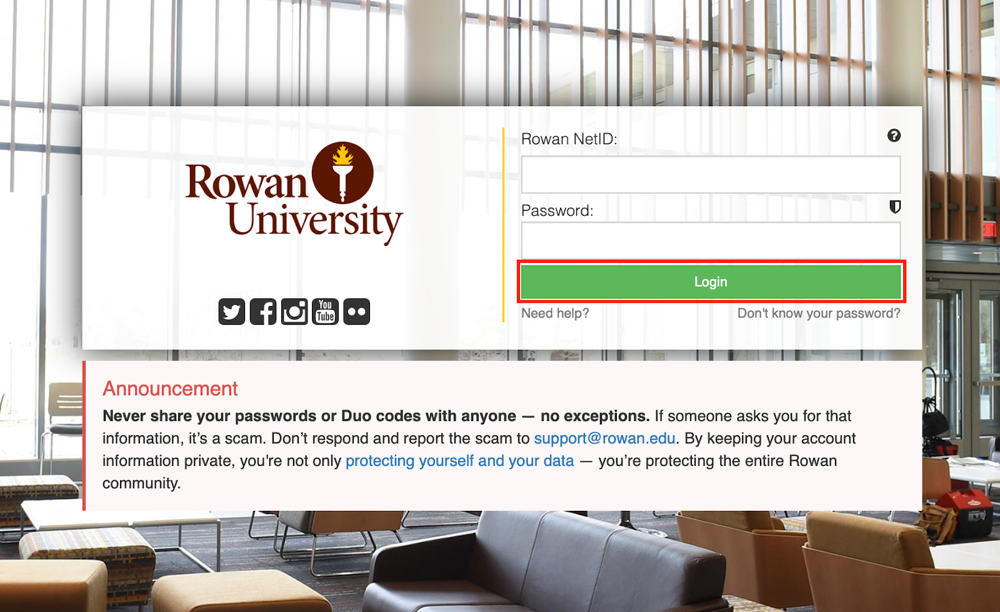 Rowan
University
You
Tube
Rowan NetID:
Password:
Login
Need help?
Don't know your password?
Announcement
Never share your passwords or Duo codes with anyone — no exceptions. If someone asks you for that
information, it’s a scam. Don’t respond and report the scam to support@rowan.edu. By keeping your account
information private, you're not only protecting yourself and your data — you’re protecting the entire Rowan
community.